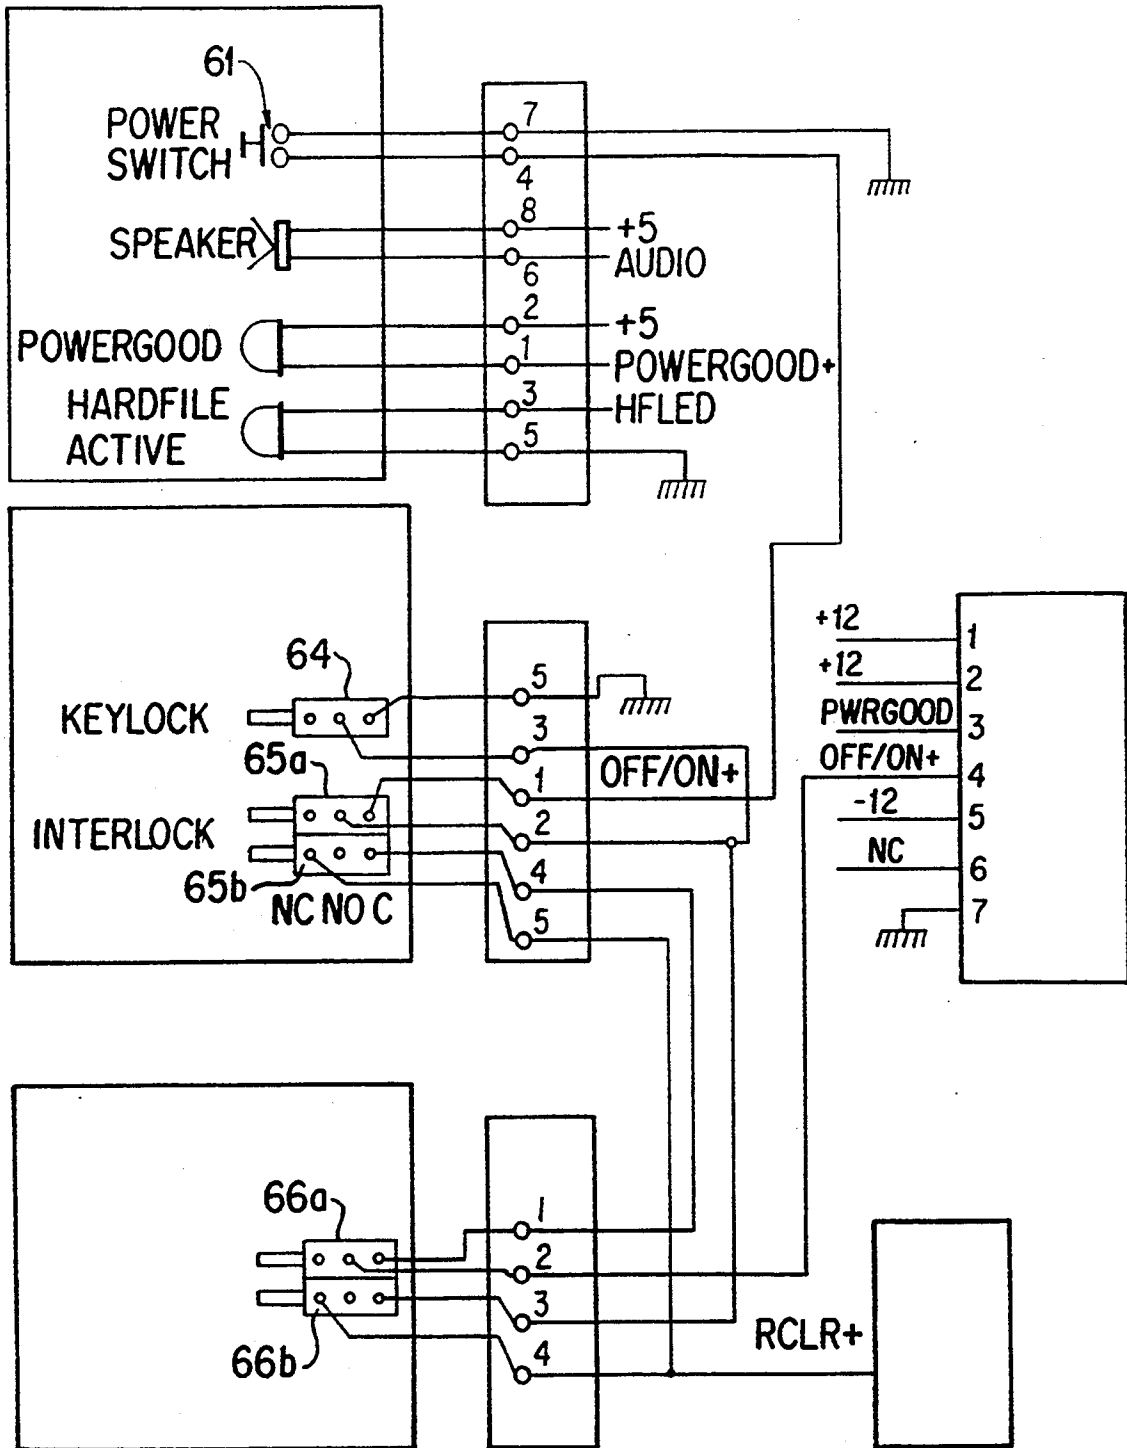 61
POWER
SWITCH
7
4
SPEAKER
8
+5
6
AUDIO
POWERGOOD
2
+5
1
POWERGOOD+
HARDFILE
ACTIVE
3
HFLED
5
64
KEYLOCK
5
3
65a
OFF/ON+
1
INTERLOCK
2
65b
NC NO C
4
5
+12
1
+12
2
PWRGOOD
3
OFF/ON+
4
-12
5
NC
6
7
66a
1
2
3
66b
4
RCLR+